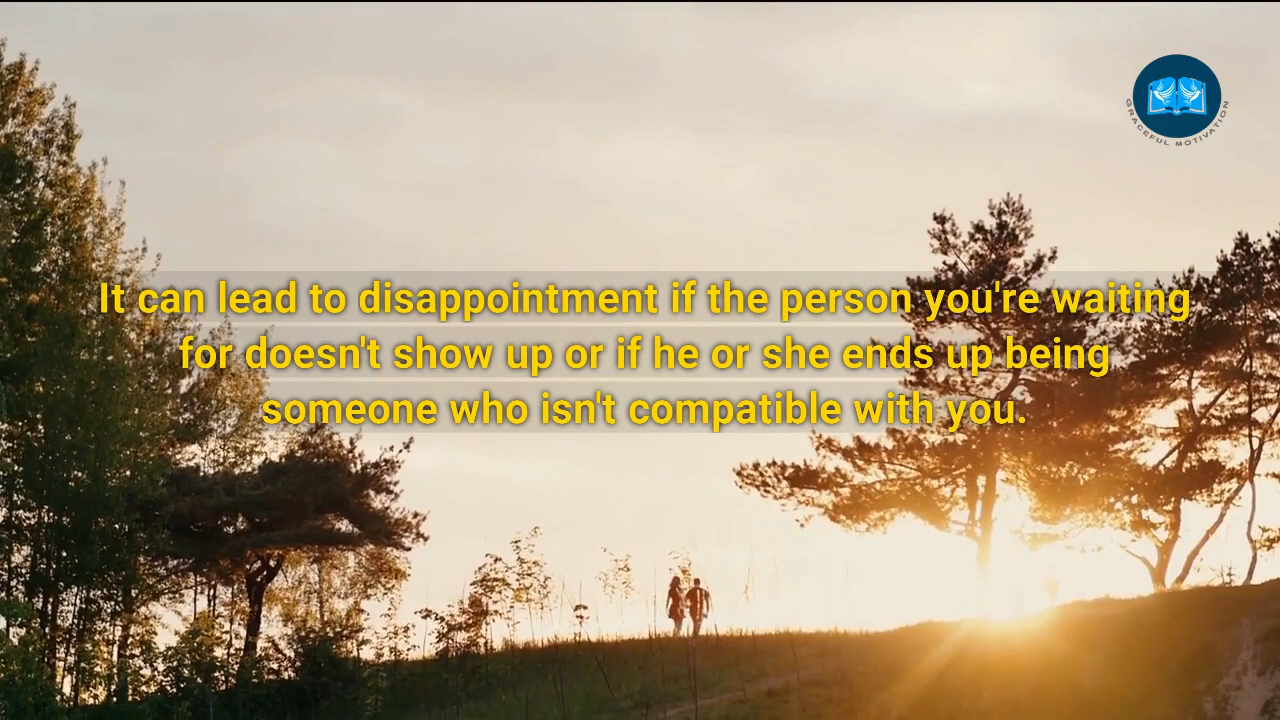 GRACEFUL MOTIVATION
It can lead to disappointment if the person you're waiting
for doesn't show up or if he or she ends up being
someone who isn't compatible with you.